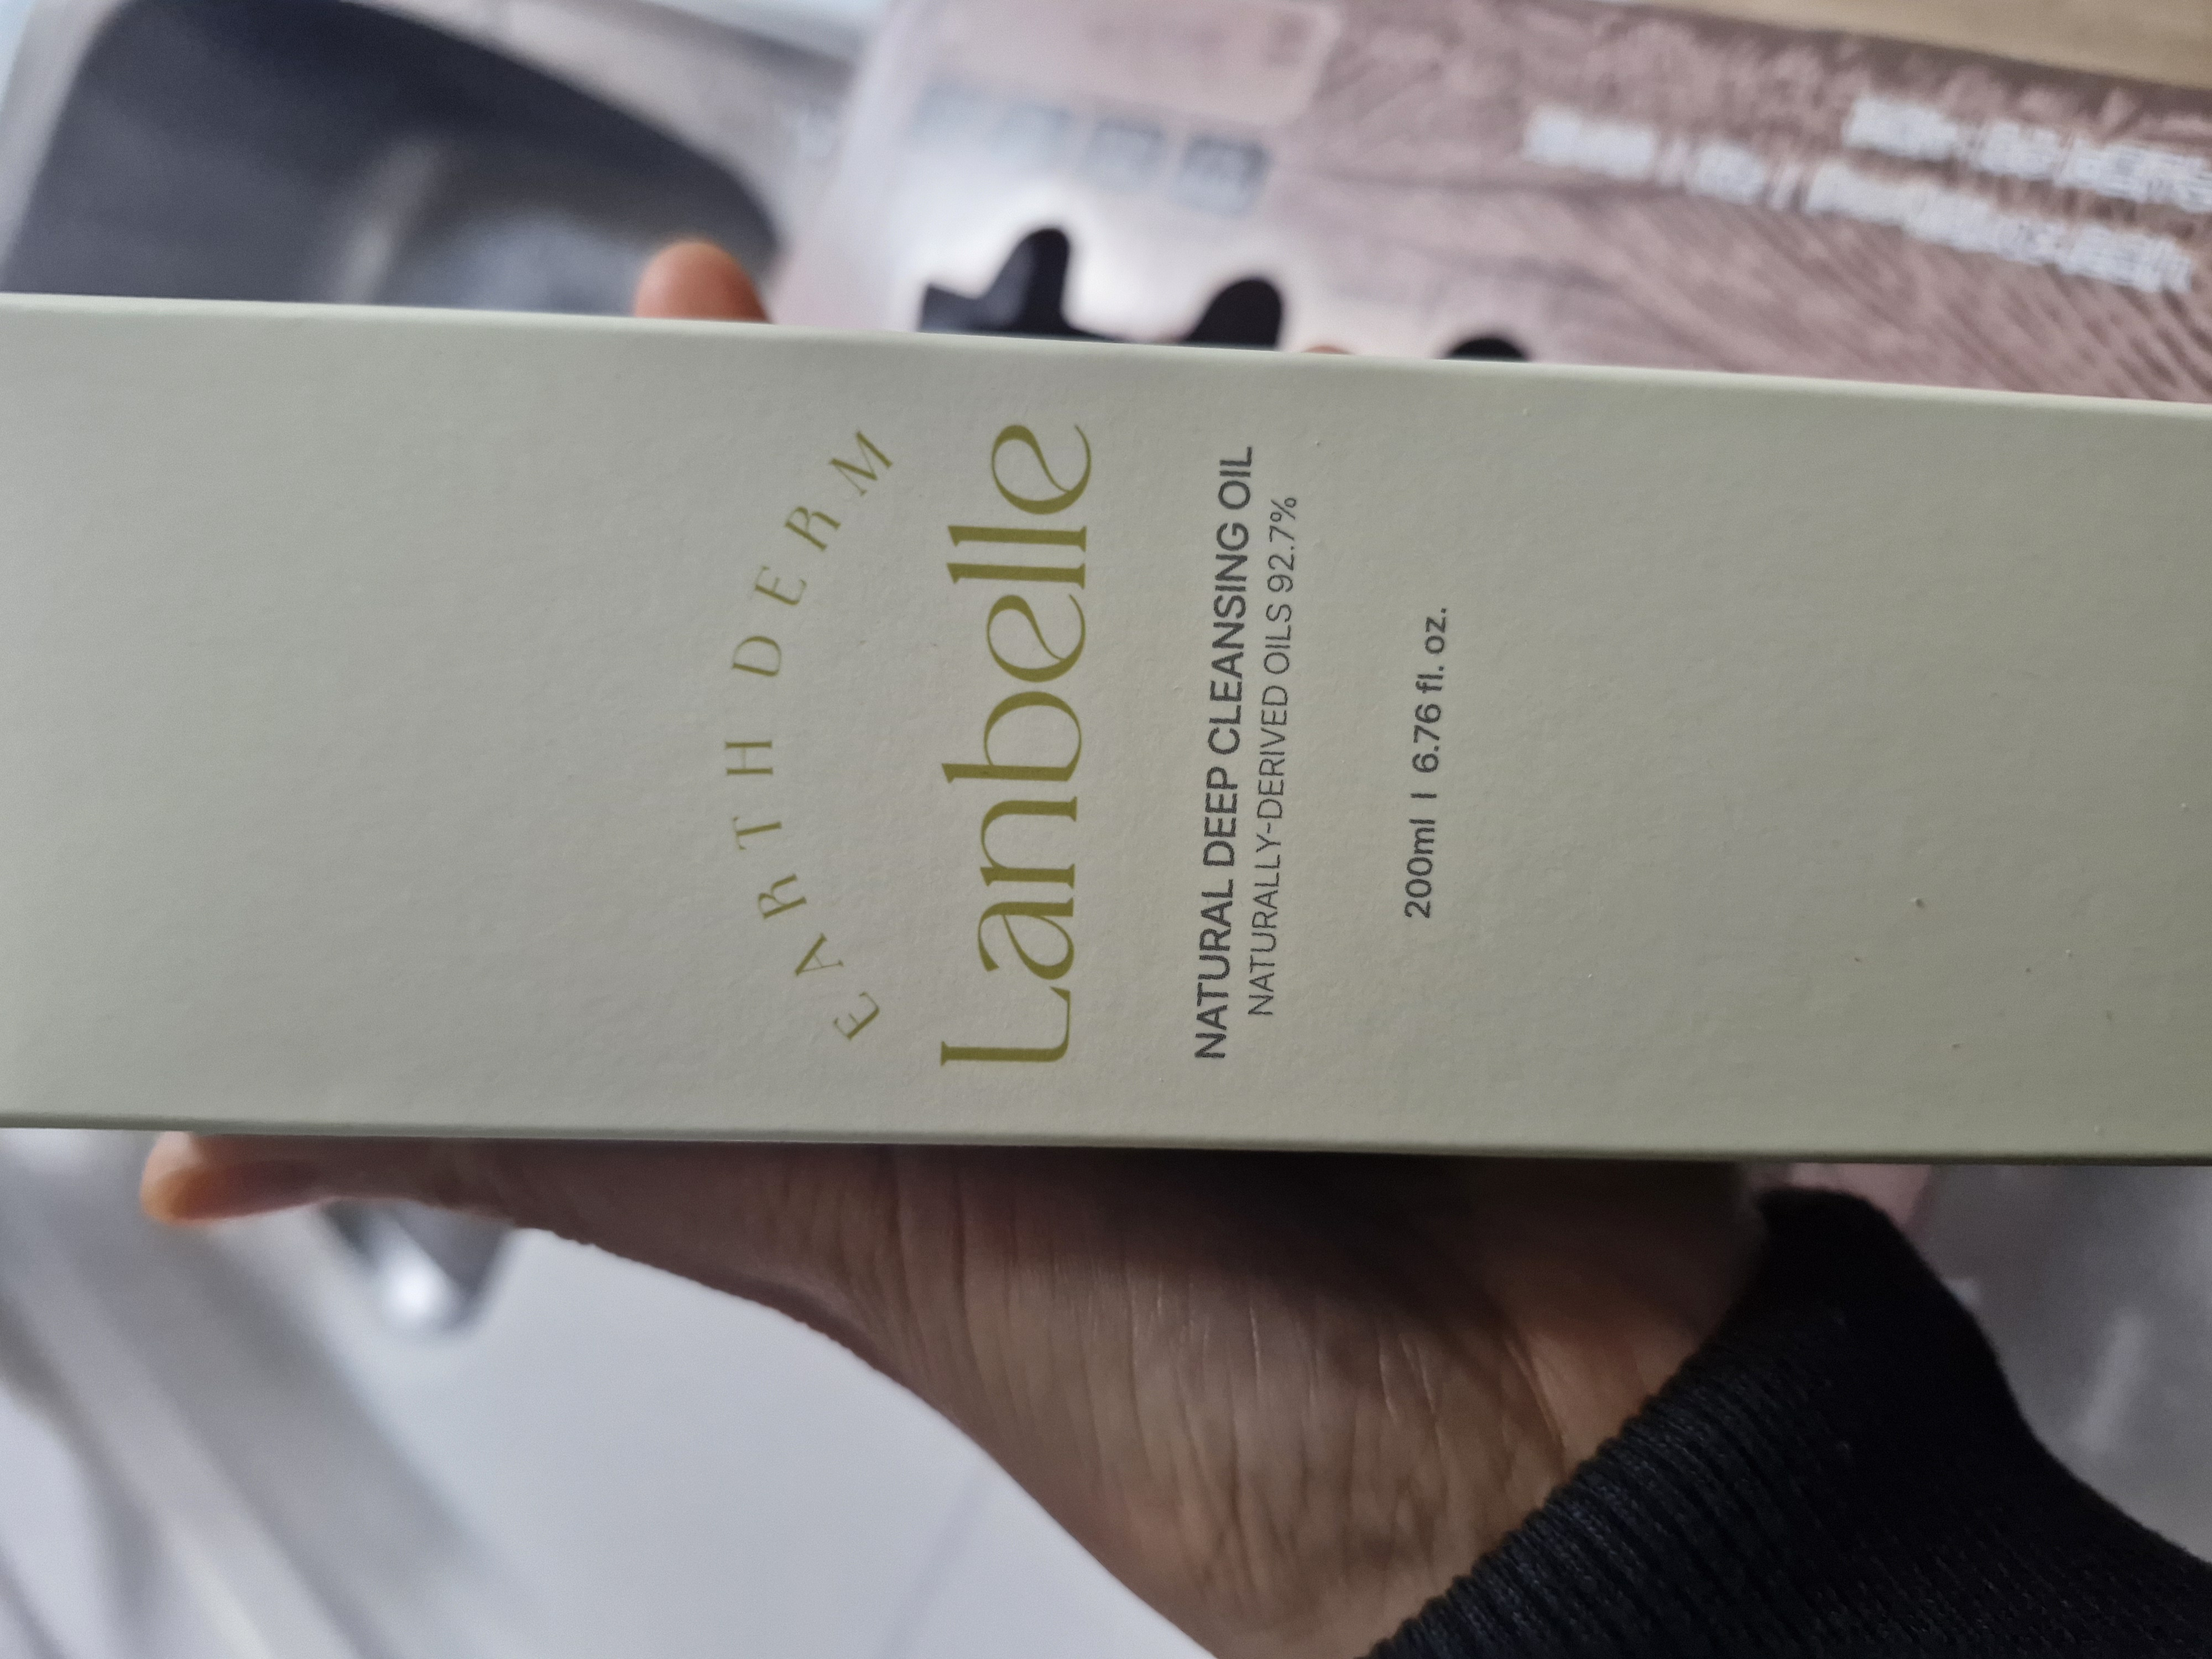 EARTH DERM
Lanbelle
NATURAL DEEP CLEANSING OIL
NATURALLY-DERIVED OILS 92.7%
200ml I 6.76 fl. oz.